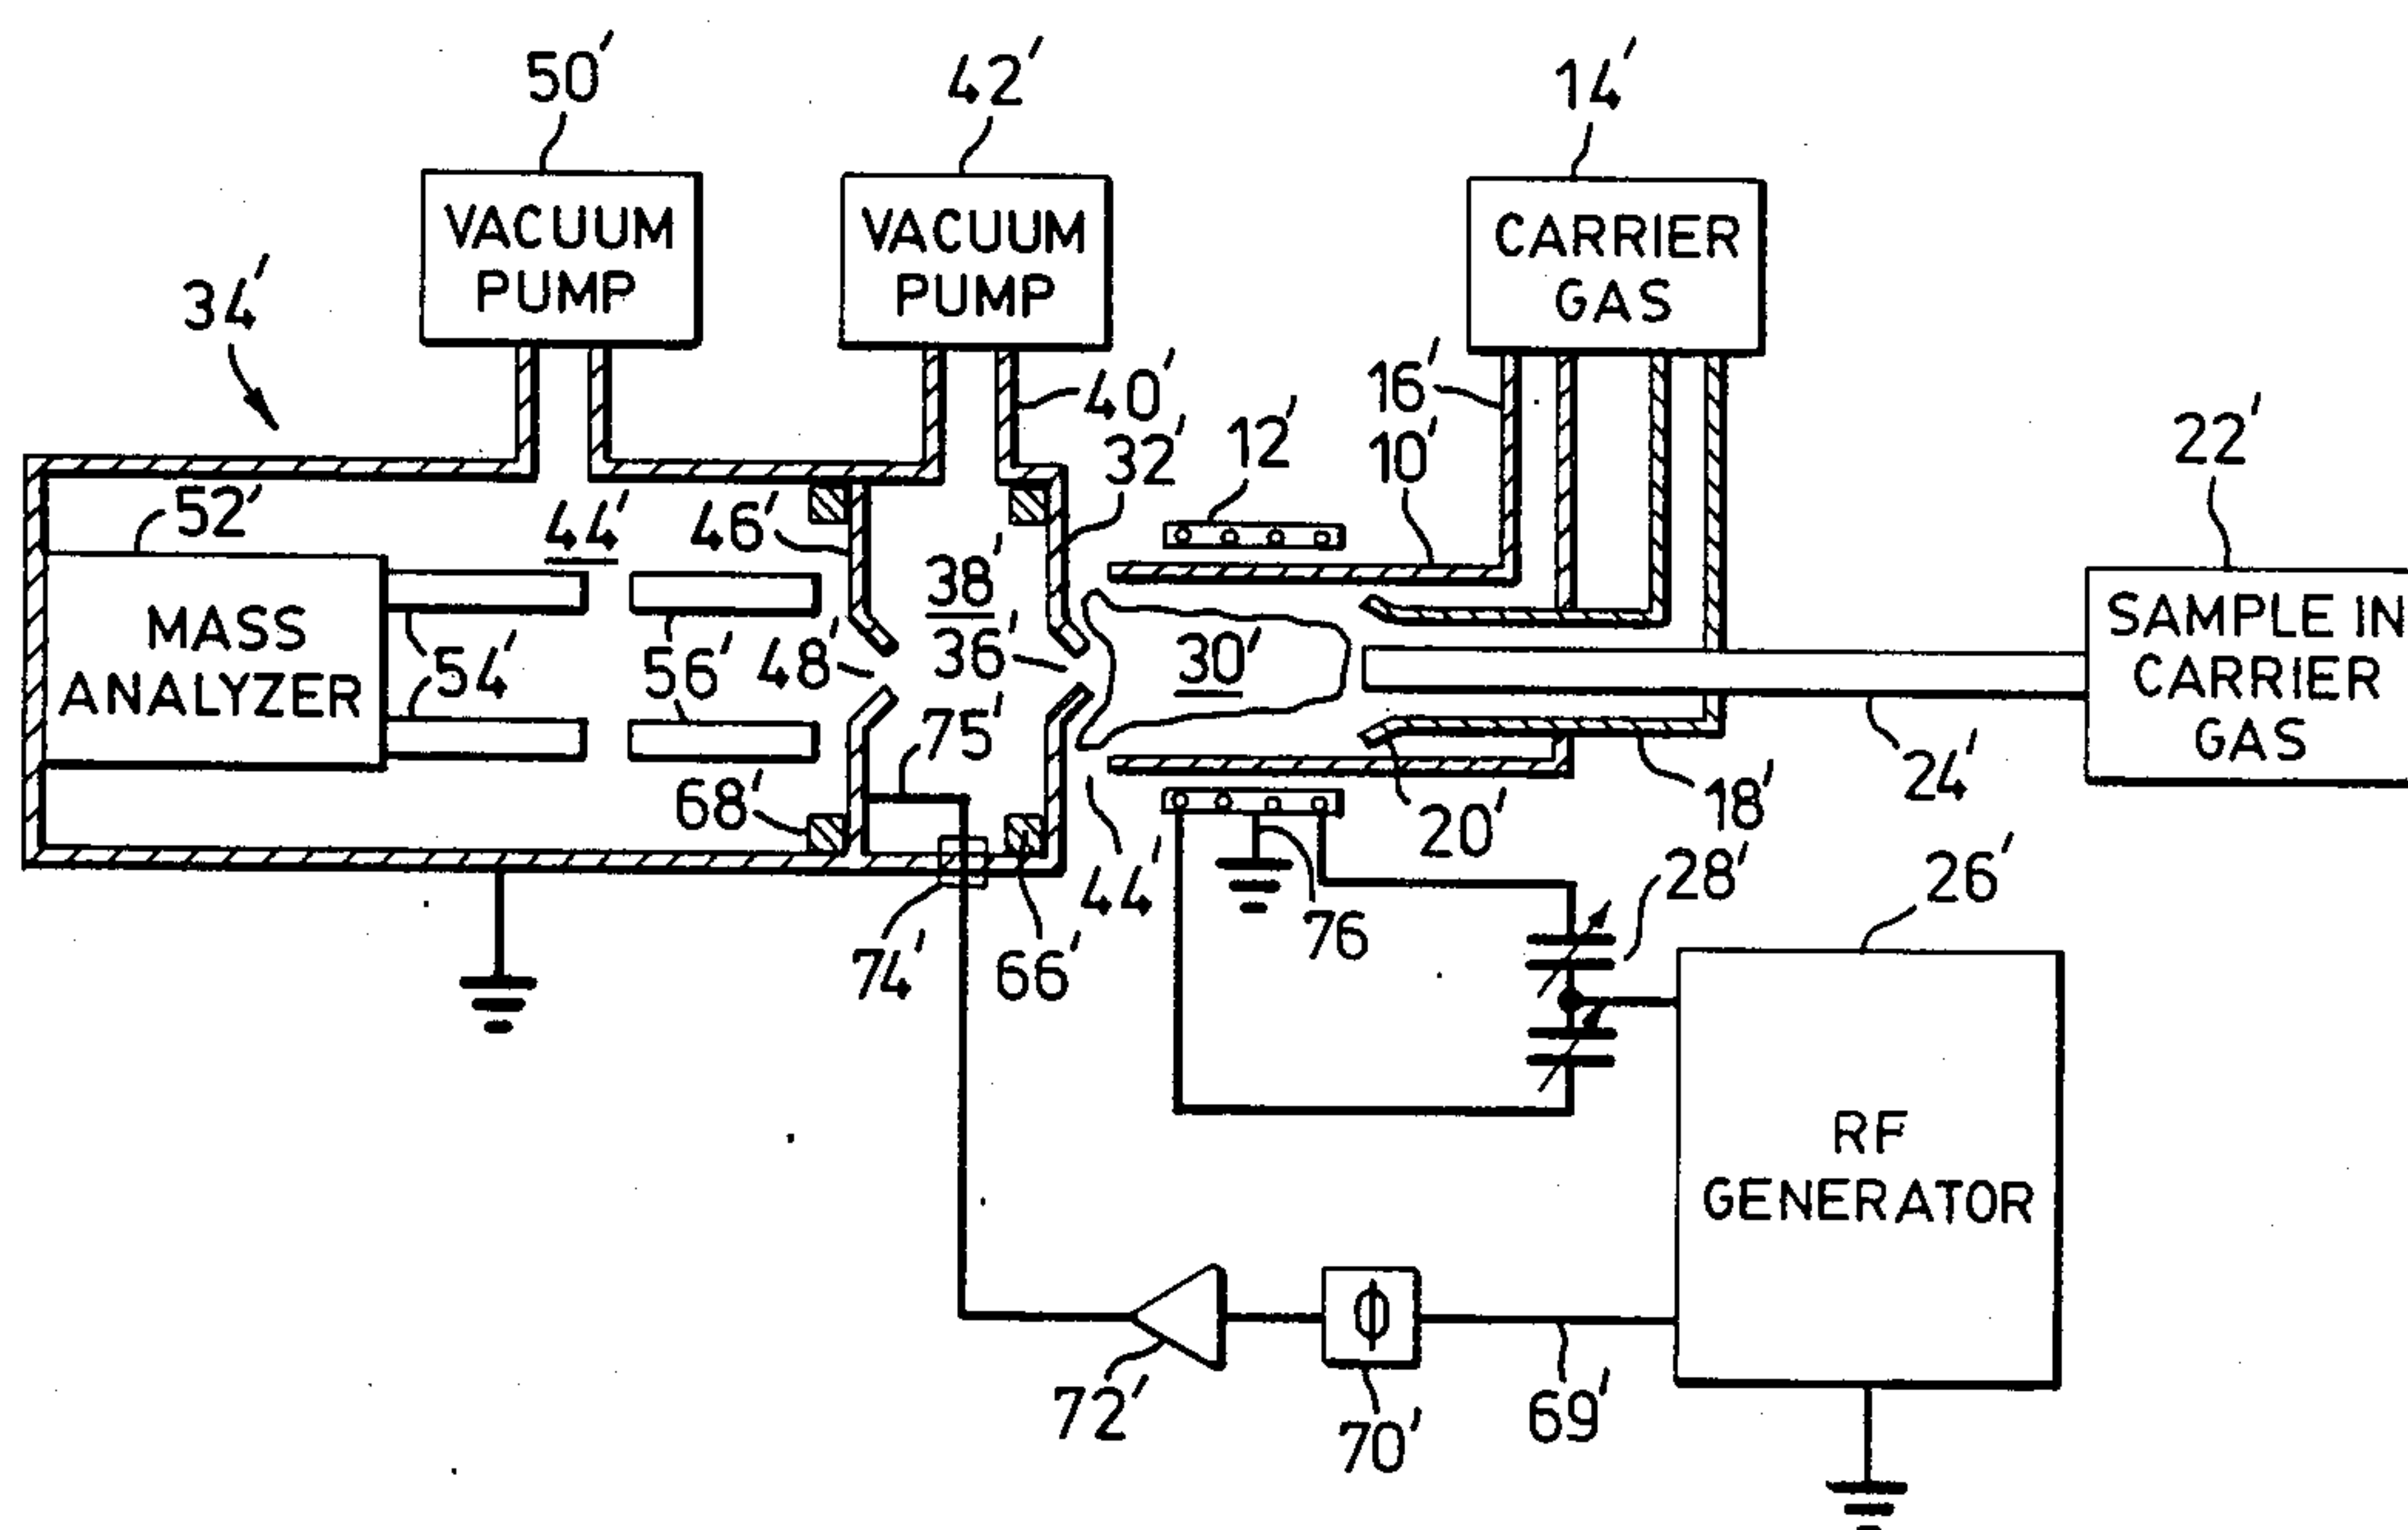 50'
42'
14'
VACUUM
PUMP
VACUUM
PUMP
CARRIER
GAS
34'
40'
16'
32'
12'
10'
22'
52'
44'
46'
38'
36'
30'
48'
MASS
ANALYZER
54'
56'
75'
SAMPLE IN
CARRIER
GAS
68'
20'
18'
24'
44'
28'
26'
74'
66'
76
RF
GENERATOR
ϕ
72'
70'
69'